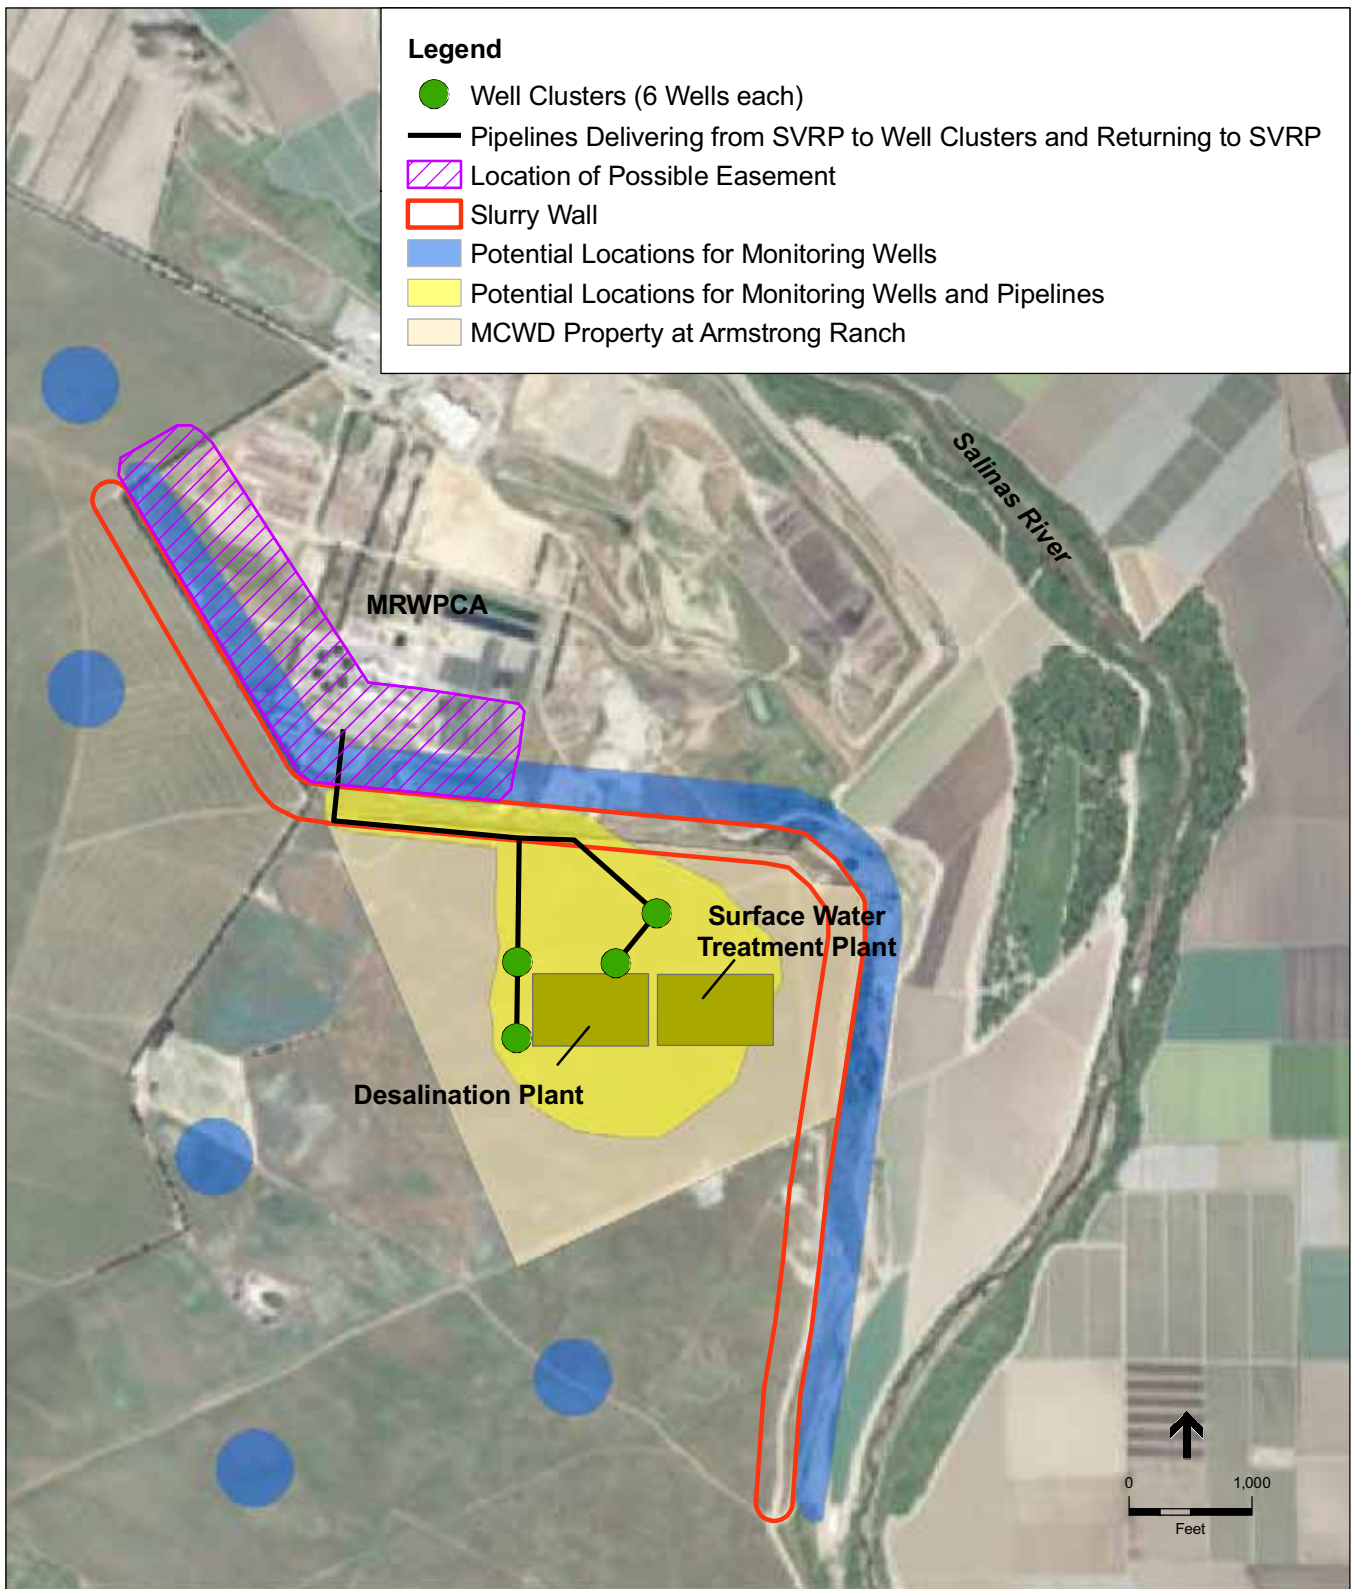 Legend
Well Clusters (6 Wells each)
Pipelines Delivering from SVRP to Well Clusters and Returning to SVRP
Location of Possible Easement
Slurry Wall
Potential Locations for Monitoring Wells
Potential Locations for Monitoring Wells and Pipelines
MCWD Property at Armstrong Ranch
Salinas River
MRWPCA
Surface Water
Treatment Plant
Desalination Plant
0 1,000
Feet